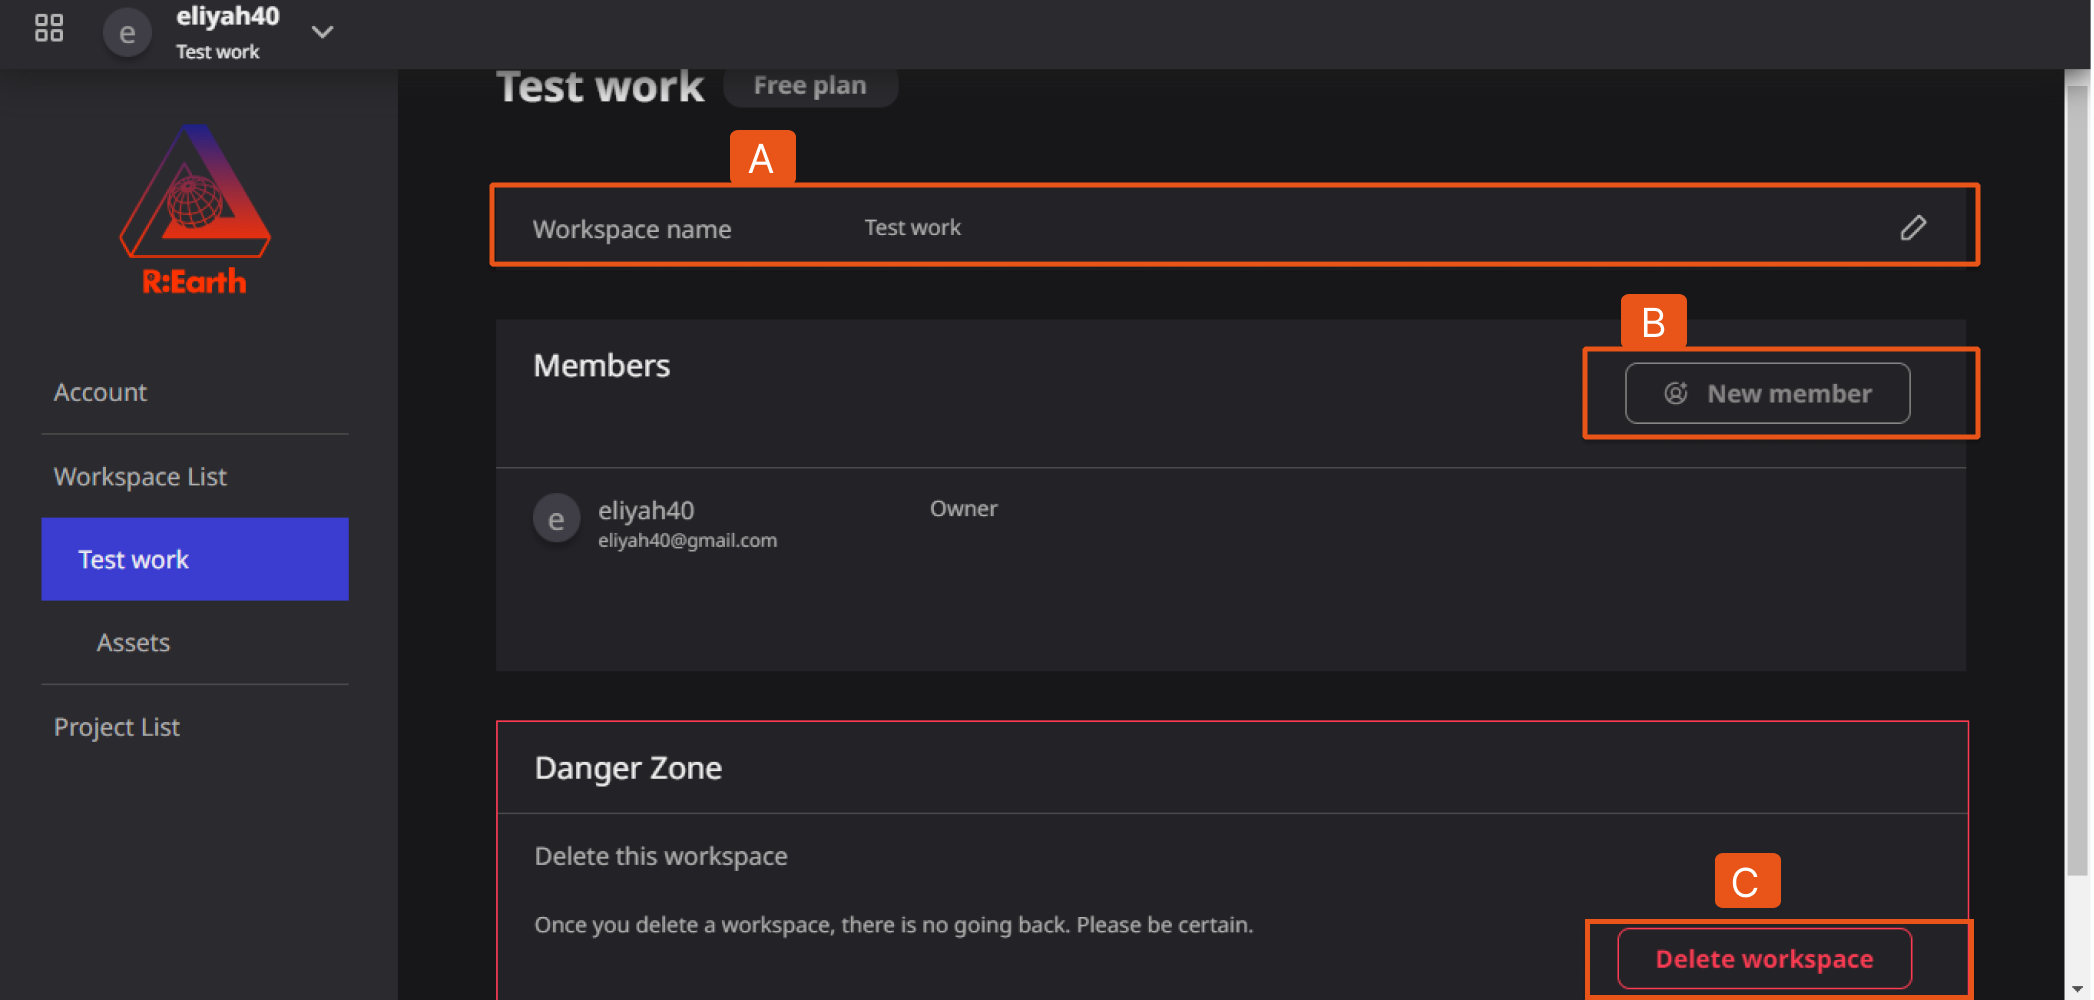 e
eliyah40
Test work
Test work
Free plan
A
Workspace name
Test work
B
R:Earth
Members
New member
Account
Workspace List
Test work
Assets
Project List
e
eliyah40
Owner
eliyah40@gmail.com
Danger Zone
Delete this workspace
C
Once you delete a workspace, there is no going back. Please be certain.
Delete workspace